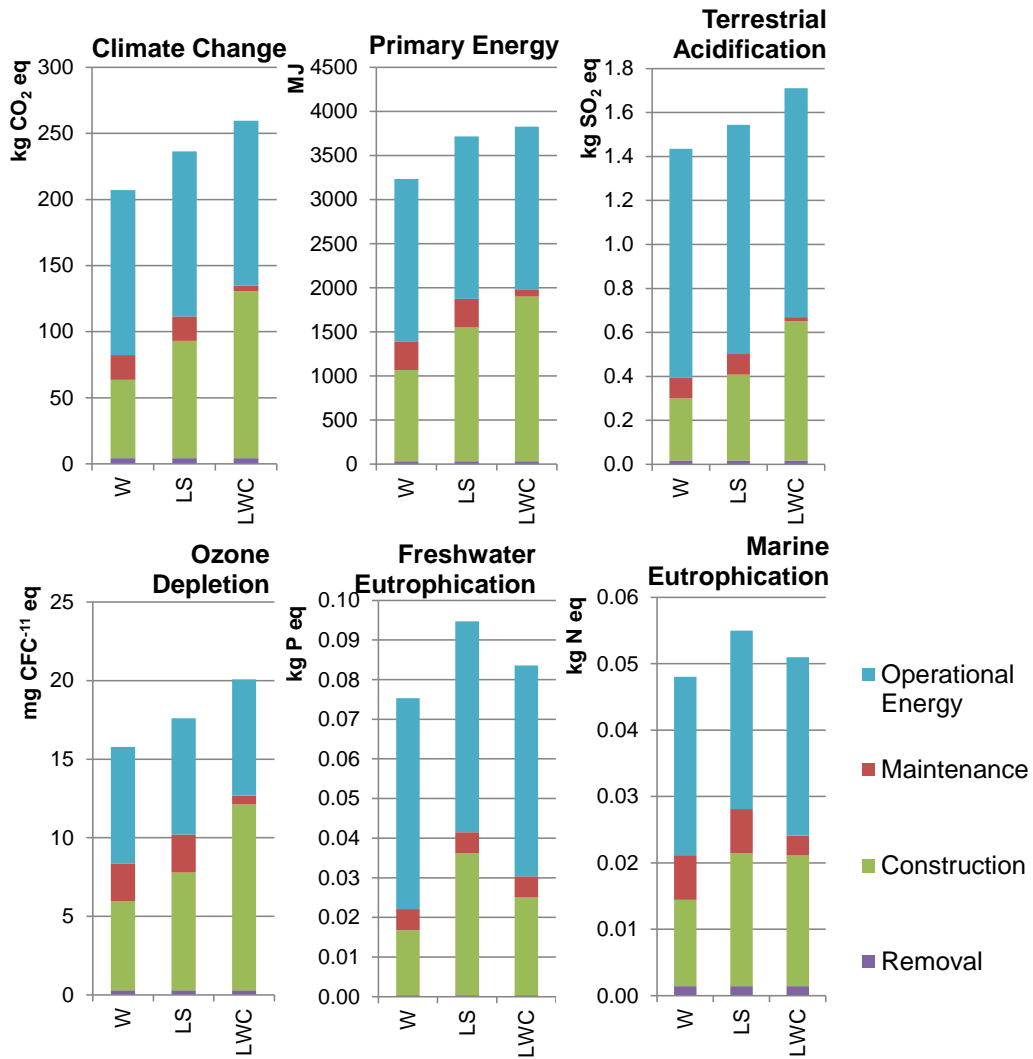 Climate Change
kg CO₂ eq
300
250
200
150
100
50
0
W
LS
LWC
Primary Energy
MJ
4500
4000
3500
3000
2500
2000
1500
1000
500
0
W
LS
LWC
Terrestrial
Acidification
kg SO₂ eq
1.8
1.6
1.4
1.2
1.0
0.8
0.6
0.4
0.2
0.0
W
LS
LWC
Ozone
Depletion
mg CFC⁻¹¹ eq
25
20
15
10
5
0
W
LS
LWC
Freshwater
Eutrophication
kg P eq
0.10
0.09
0.08
0.07
0.06
0.05
0.04
0.03
0.02
0.01
0.00
W
LS
LWC
Marine
Eutrophication
kg N eq
0.06
0.05
0.04
0.03
0.02
0.01
0.00
W
LS
LWC
Operational
Energy
Maintenance
Construction
Removal